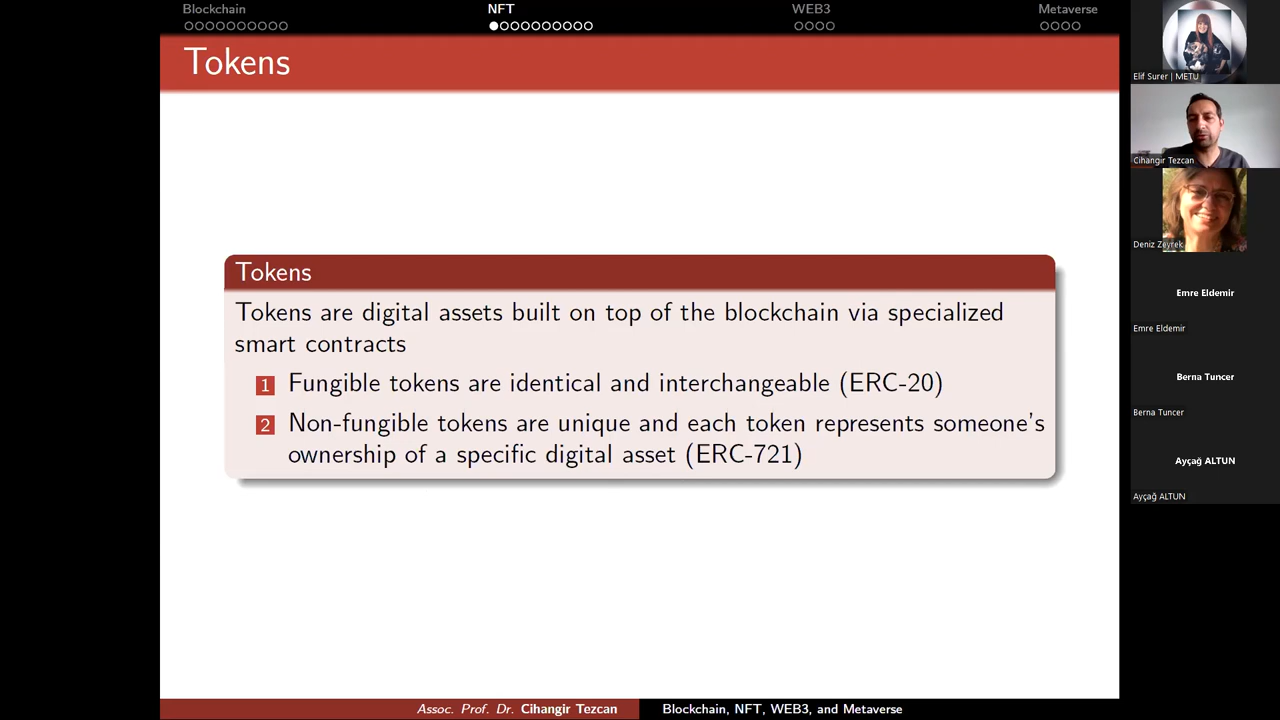 Blockchain
NFT
WEB3
Metaverse
Tokens
Tokens
Tokens are digital assets built on top of the blockchain via specialized
smart contracts
1 Fungible tokens are identical and interchangeable (ERC-20)
2 Non-fungible tokens are unique and each token represents someone's
ownership of a specific digital asset (ERC-721)
Assoc. Prof. Dr. Cihangir Tezcan
Blockchain, NFT, WEB3, and Metaverse
Elif Surer | METU
Cihangir Tezcan
Deniz Zeyrek
Emre Eldemir
Emre Eldemir
Berna Tuncer
Berna Tuncer
Ayçağ ALTUN
Ayçağ ALTUN